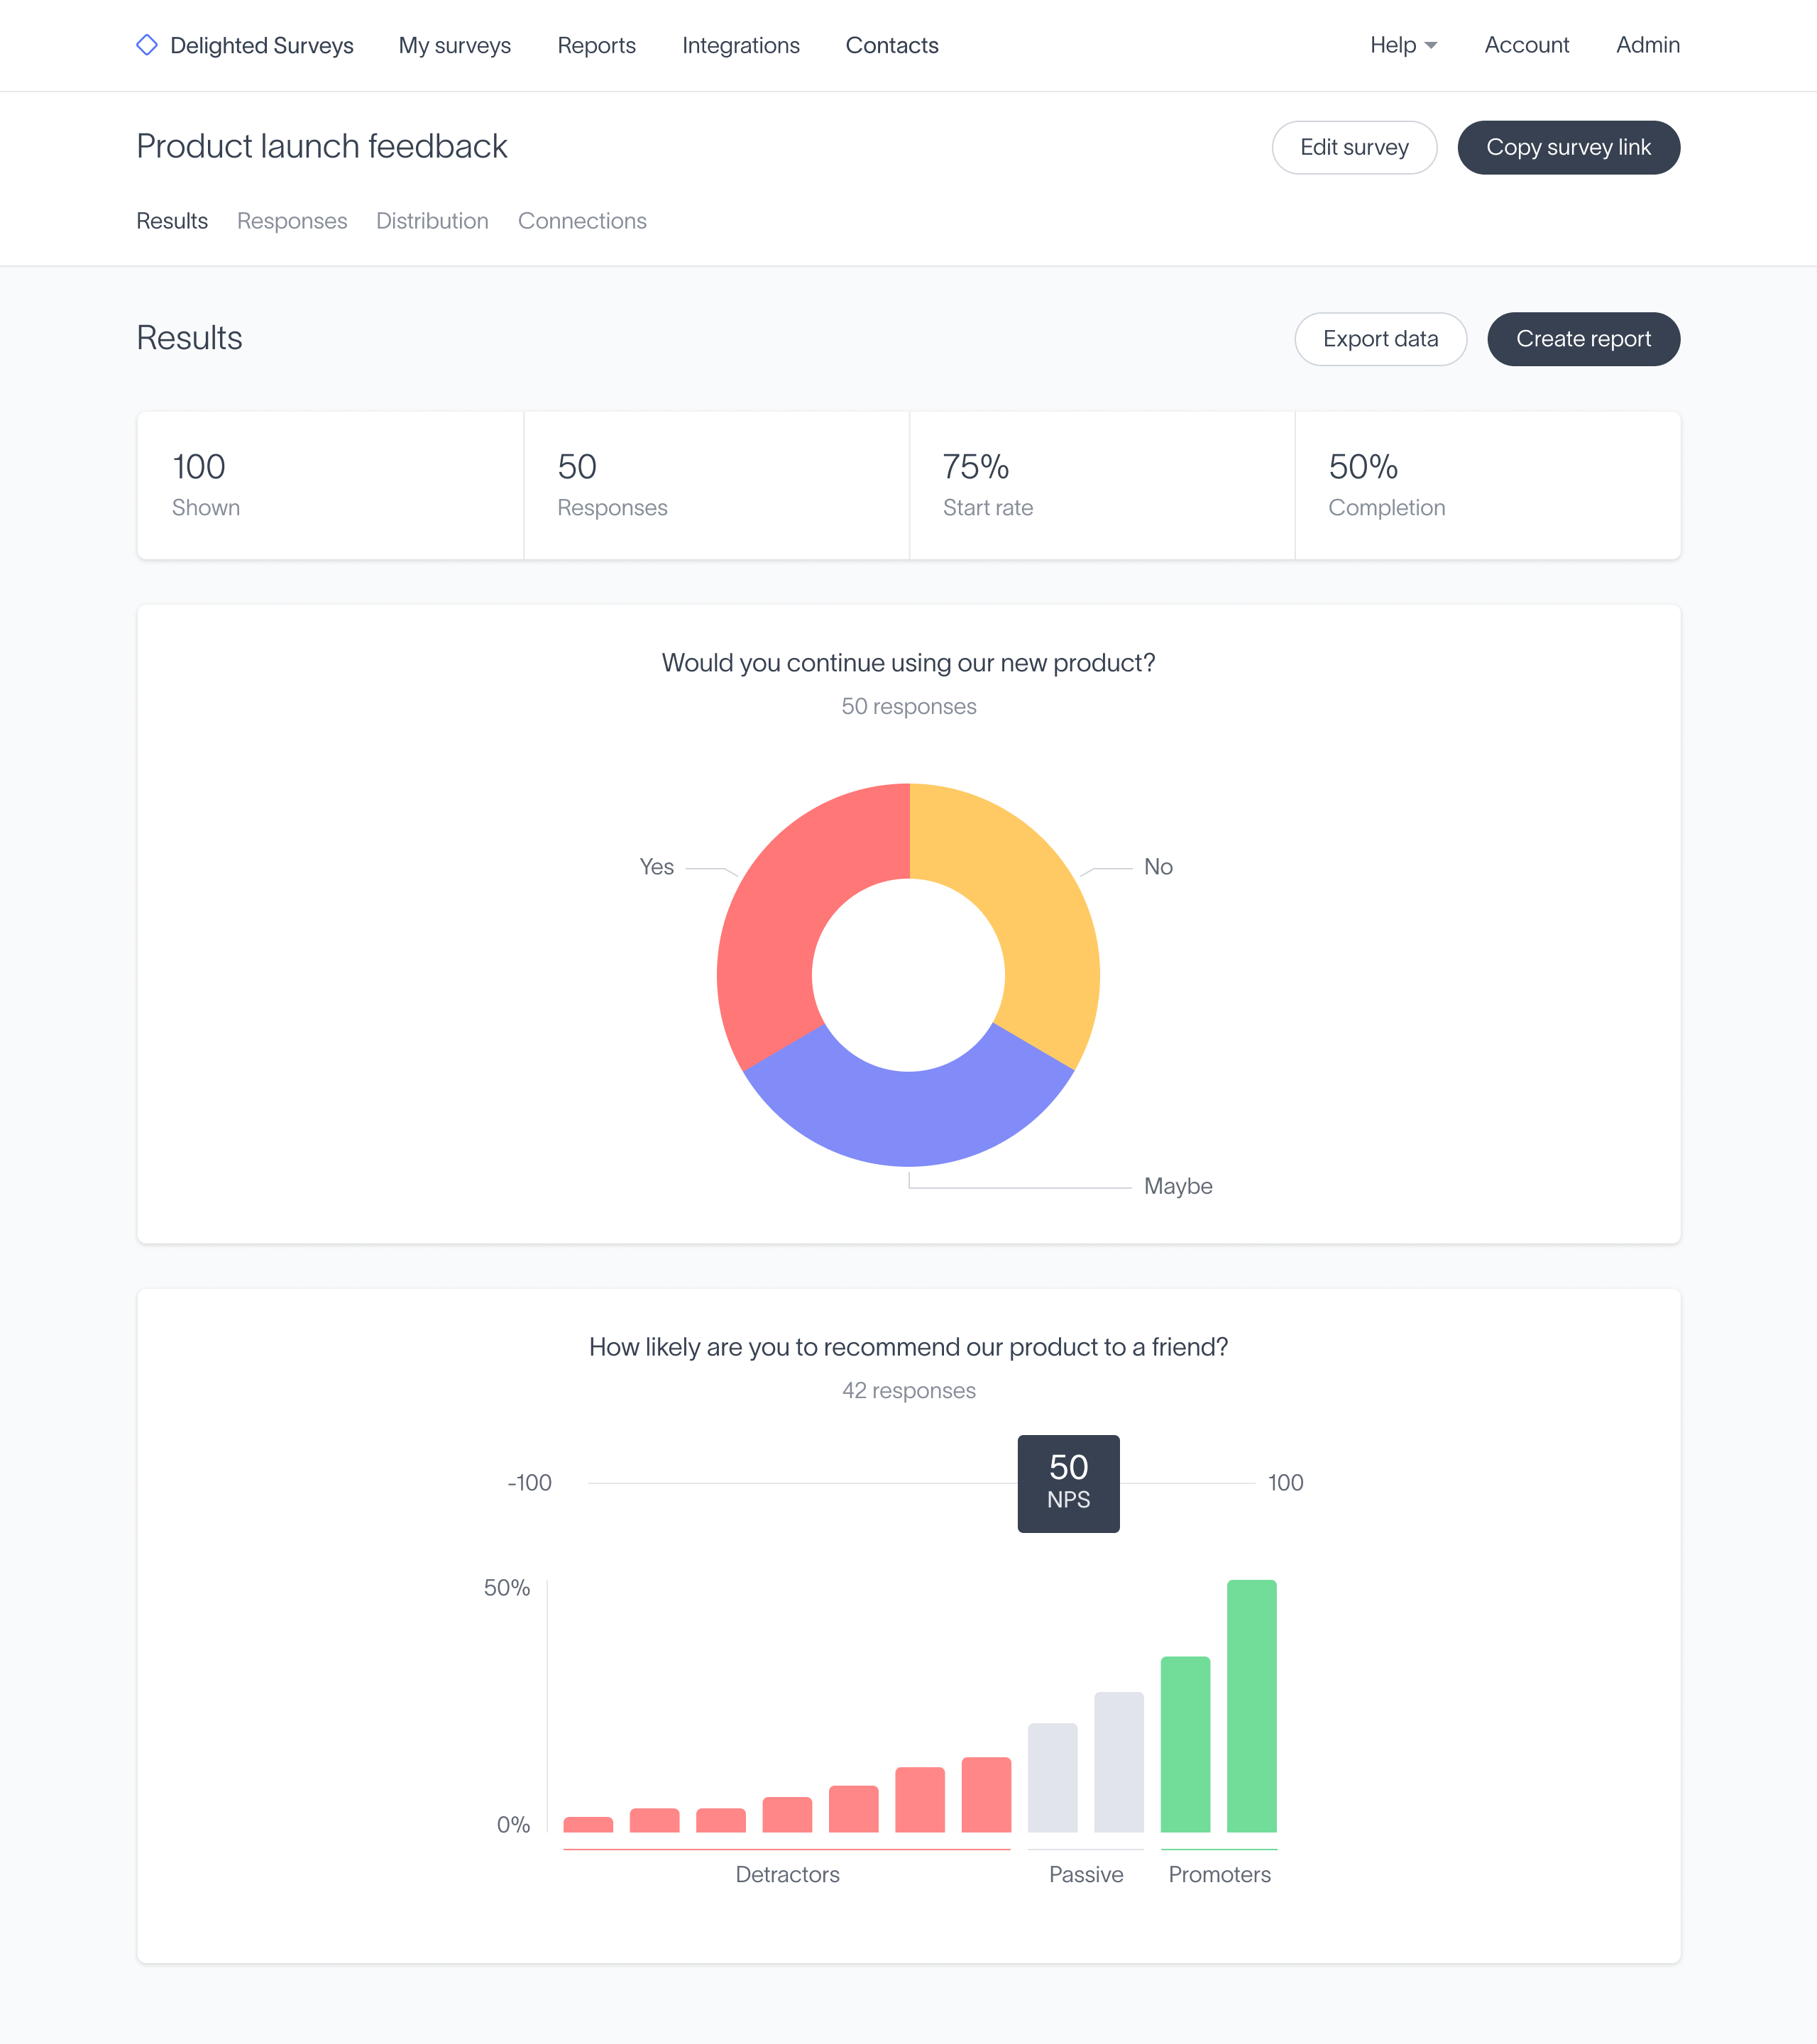 Delighted Surveys My surveys Reports Integrations Contacts Help Account Admin
Product launch feedback Edit survey Copy survey link
Results Responses Distribution Connections
Results Export data Create report
100 50 75% 50%
Shown Responses Start rate Completion
Would you continue using our new product?
50 responses
Yes No
Maybe
How likely are you to recommend our product to a friend?
42 responses
50
-100 100
NPS
50%
0%
Detractors Passive Promoters